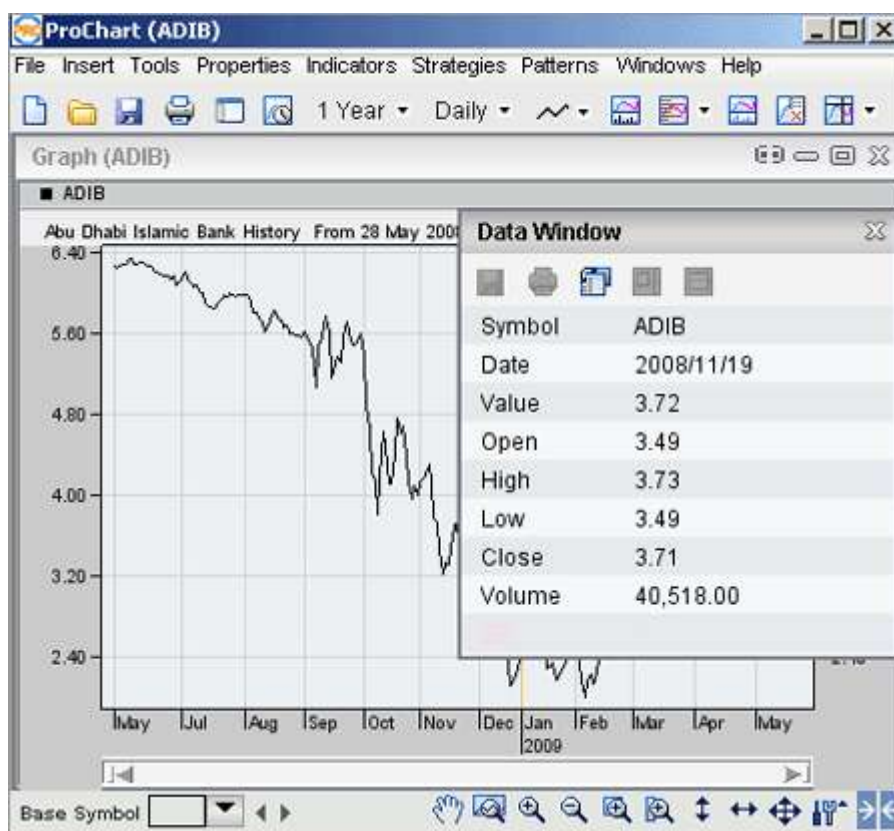 ProChart (ADIB)
File Insert Tools Properties Indicators Strategies Patterns Windows Help
1 Year Daily
Graph (ADIB)
ADIB
Abu Dhabi Islamic Bank History From 28 May
Data Window
6.40
5.60
4.80
4.00
3.20
2.40
Symbol ADIB
Date 2008/11/19
Value 3.72
Open 3.49
High 3.73
Low 3.49
Close 3.71
Volume 40,518.00
May Jul Aug Sep Oct Nov Dec Jan Feb Mar Apr May
2009
Base Symbol